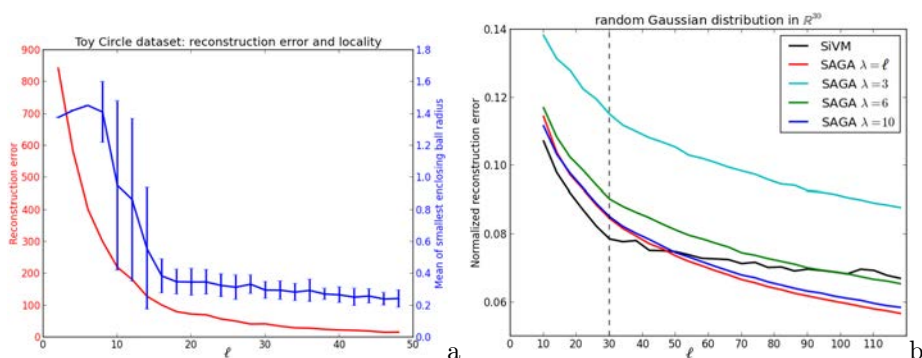 Toy Circle dataset: reconstruction error and locality
Reconstruction error
900
800
700
600
500
400
300
200
100
0
0 10 20 30 40 50
ℓ
1.8
1.6
1.4
1.2
1.0
0.8
0.6
0.4
0.2
0.0
Mean of smallest enclosing ball radius
a
random Gaussian distribution in ℝ³⁰
Normalized reconstruction error
0.14
0.12
0.10
0.08
0.06
SiVM
SAGA λ=ℓ
SAGA λ=3
SAGA λ=6
SAGA λ=10
0 10 20 30 40 50 60 70 80 90 100 110
ℓ
b